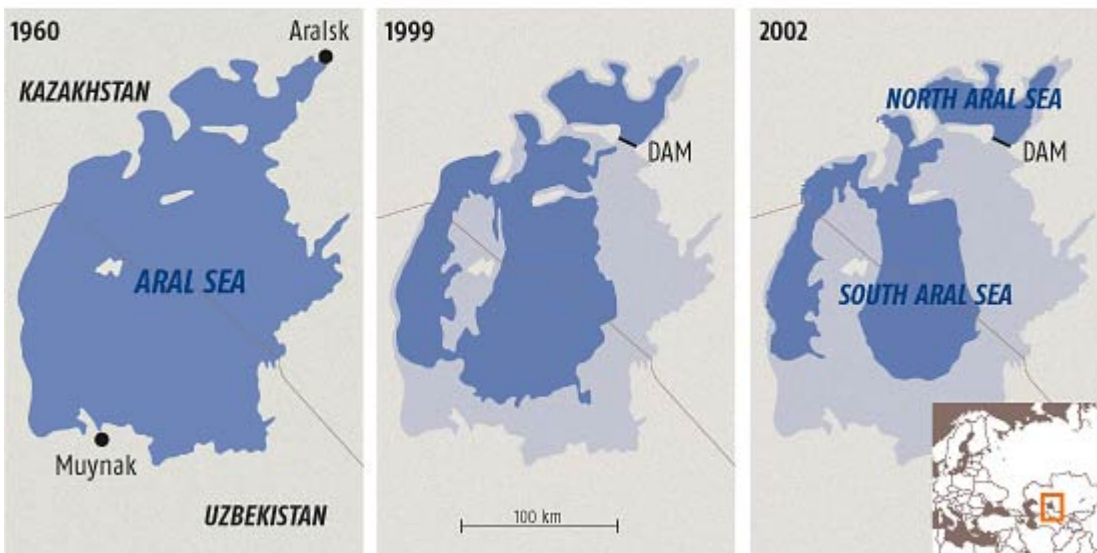 1960
Aralsk
KAZAKHSTAN
ARAL SEA
Muynak
UZBEKISTAN
1999
DAM
100 km
2002
NORTH ARAL SEA
DAM
SOUTH ARAL SEA